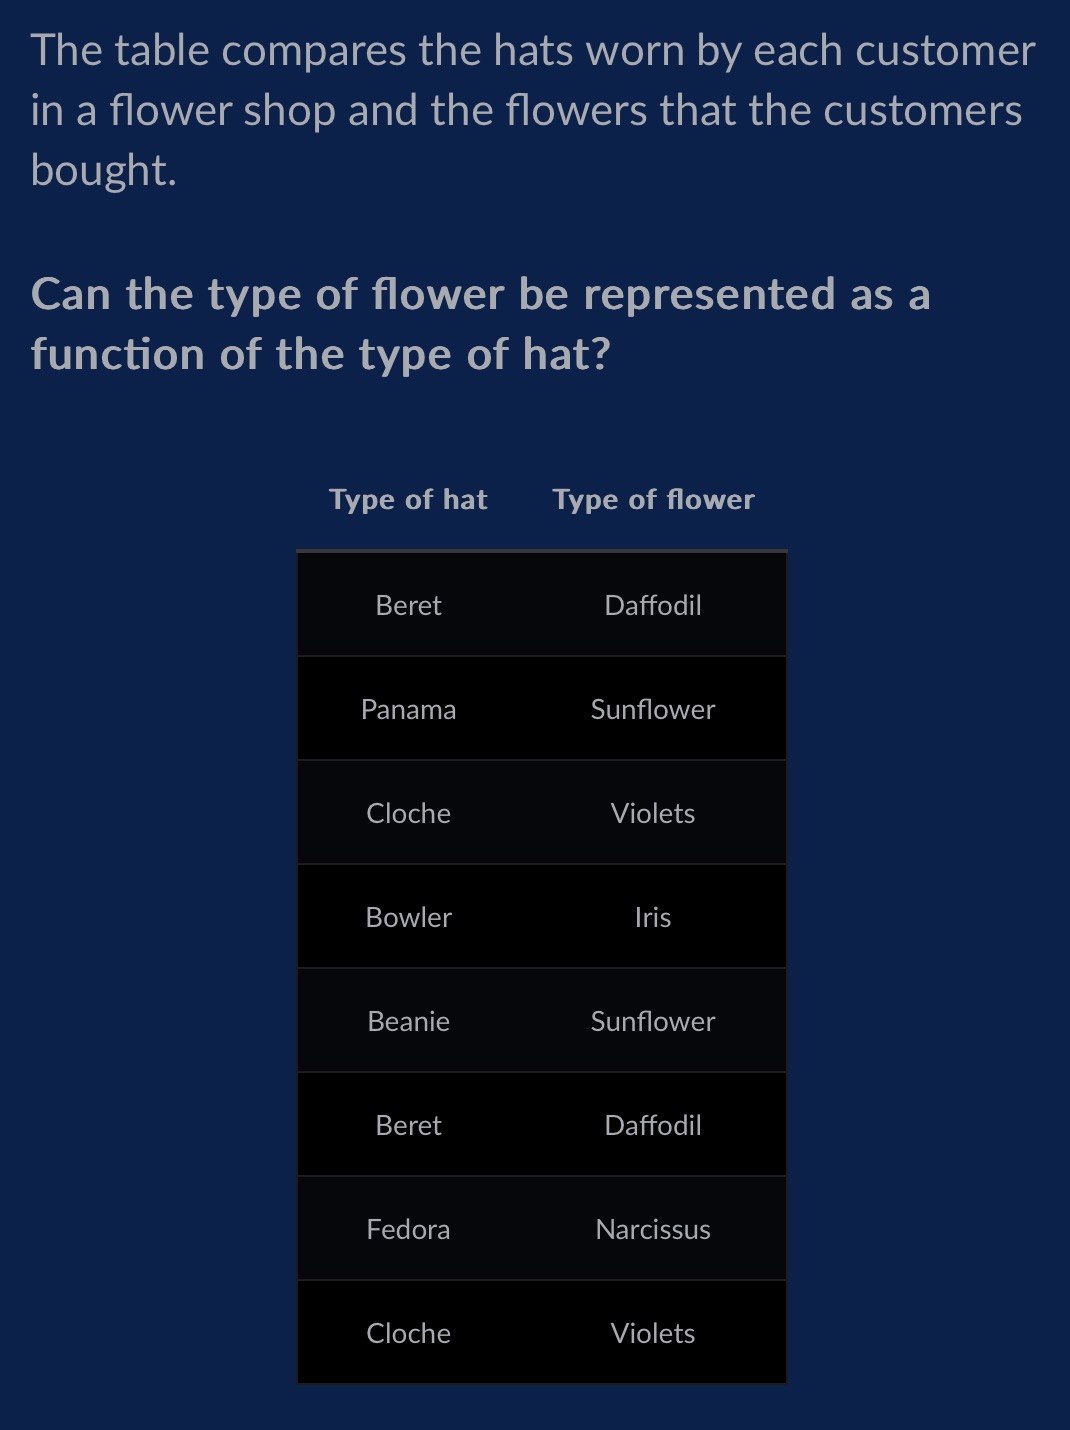 The table compares the hats worn by each customer
in a flower shop and the flowers that the customers
bought.
Can the type of flower be represented as a
function of the type of hat?
Type of hat Type of flower
Beret Daffodil
Panama Sunflower
Cloche Violets
Bowler Iris
Beanie Sunflower
Beret Daffodil
Fedora Narcissus
Cloche Violets